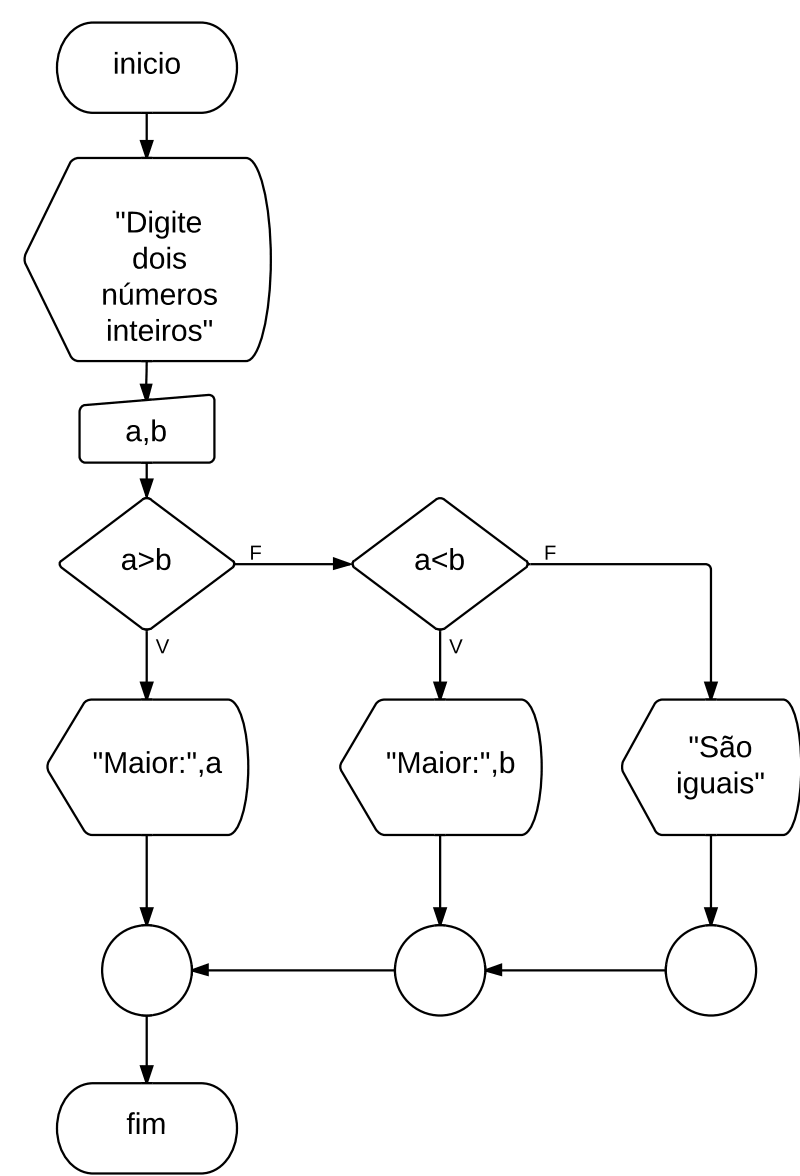 inicio
"Digite
dois
números
inteiros"
a,b
a>b
F
a<b
F
V
V
"Maior:",a
"Maior:",b
"São
iguais"
fim